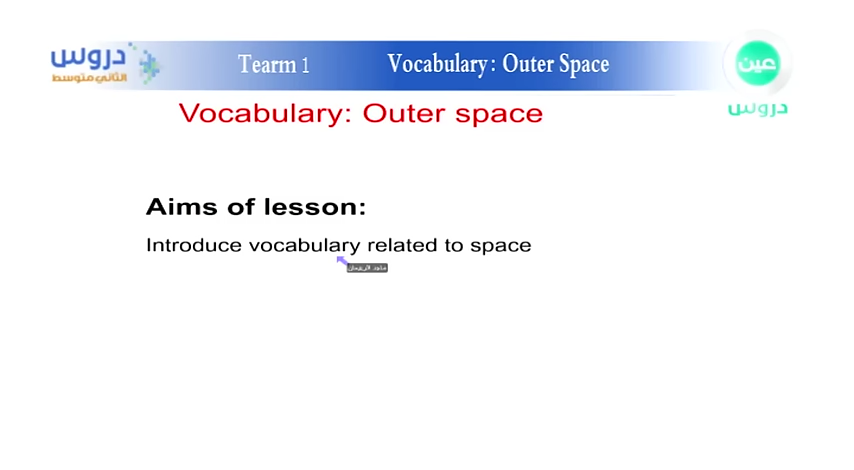 دروس
الثاني متوسط
Tearm 1
Vocabulary: Outer Space
عين
دروس
Vocabulary: Outer space
Aims of lesson:
Introduce vocabulary related to space